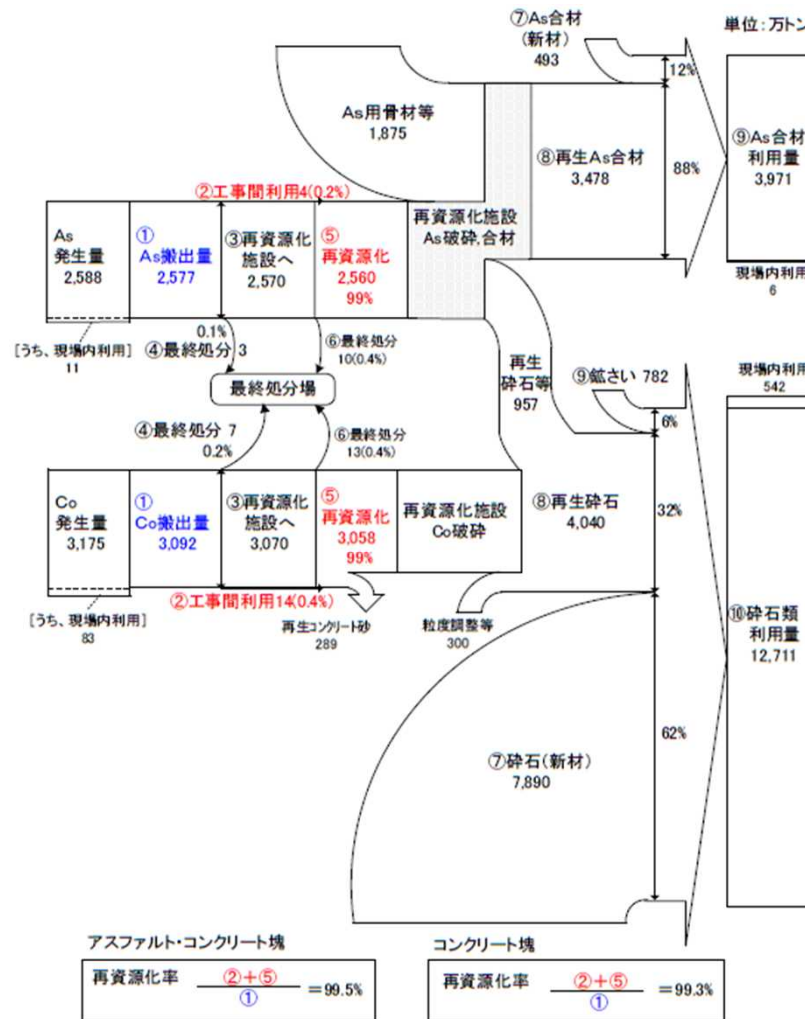 ⑦As合材
(新材)
493
単位:万トン
12%
As用骨材等
1,875
⑧再生As合材
3,478
88%
⑨As合材
利用量
3,971
②工事間利用4(0.2%)
再資源化施設
As破砕,合材
As
発生量
2,588
①
As搬出量
2,577
③再資源化
施設へ
2,570
⑤
再資源化
2,560
99%
現場内利用
6
[うち、現場内利用]
11
0.1%
④最終処分 3
⑥最終処分
10(0.4%)
最終処分場
再生
砕石等
957
⑨鉱さい 782
現場内利用
542
6%
④最終処分 7
0.2%
⑥最終処分
13(0.4%)
Co
発生量
3,175
①
Co搬出量
3,092
③再資源化
施設へ
3,070
⑤
再資源化
3,058
99%
再資源化施設
Co破砕
⑧再生砕石
4,040
32%
[うち、現場内利用]
83
②工事間利用14(0.4%)
再生コンクリート砂
289
粒度調整等
300
⑩砕石類
利用量
12,711
⑦砕石(新材)
7,890
62%
アスファルト・コンクリート塊
再資源化率 ②+⑤
① =99.5%
コンクリート塊
再資源化率 ②+⑤
① =99.3%